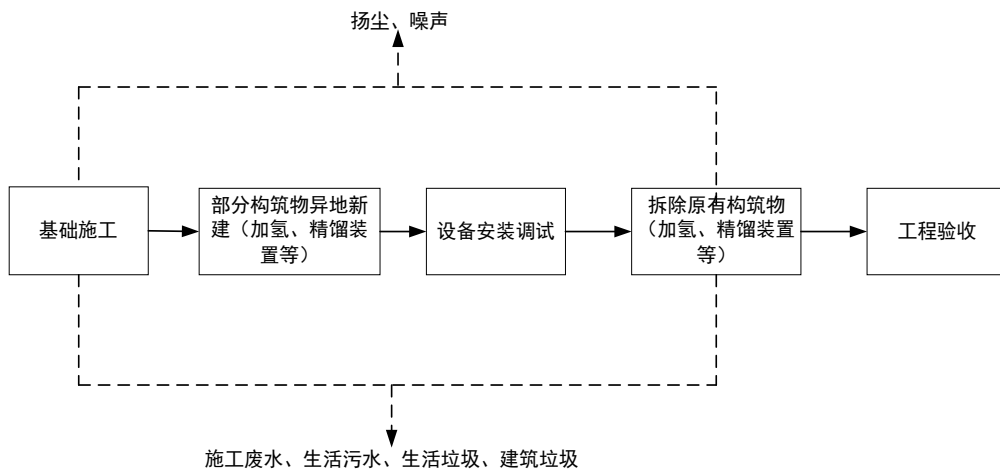 扬尘、噪声
基础施工
部分构筑物异地新
建（加氢、精馏装
置等）
设备安装调试
拆除原有构筑物
（加氢、精馏装置
等）
工程验收
施工废水、生活污水、生活垃圾、建筑垃圾